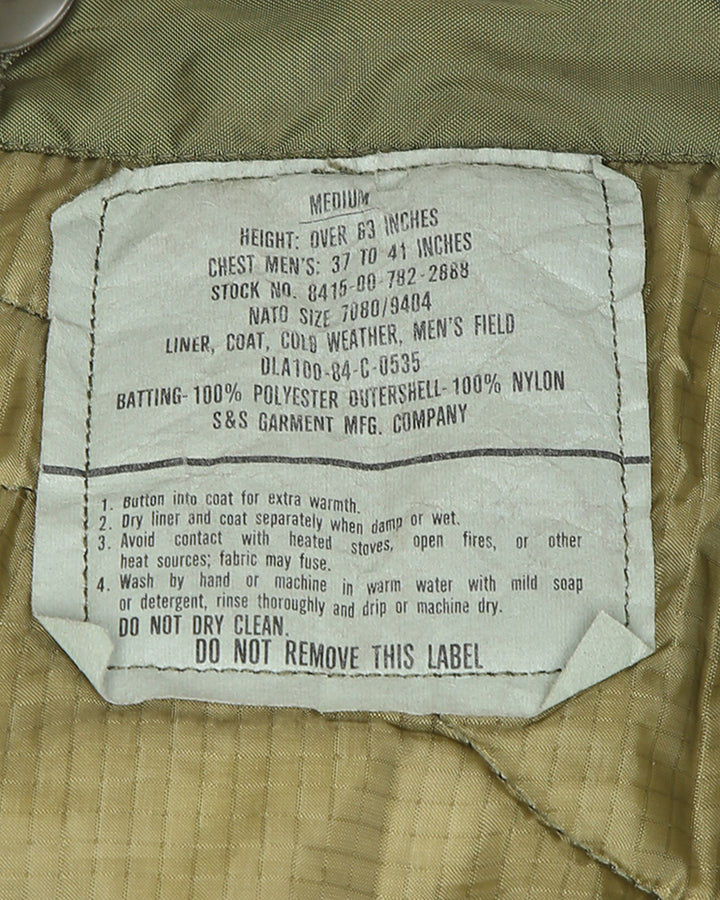 MEDIUM
HEIGHT: OVER 63 INCHES
CHEST MEN'S: 37 TO 41 INCHES
STOCK NO. 8415-00-782-2888
NATO SIZE 7080/9404
LINER, COAT, COLD WEATHER, MEN'S FIELD
DLA100-84-C-0535
BATTING-100% POLYESTER OUTERSHELL-100% NYLON
S&S GARMENT MFG. COMPANY
1. Button into coat for extra warmth.
2. Dry liner and coat separately when damp or wet.
3. Avoid contact with heated stoves, open fires, or other
heat sources; fabric may fuse.
4. Wash by hand or machine in warm water with mild soap
or detergent, rinse thoroughly and drip or machine dry.
DO NOT DRY CLEAN.
DO NOT REMOVE THIS LABEL